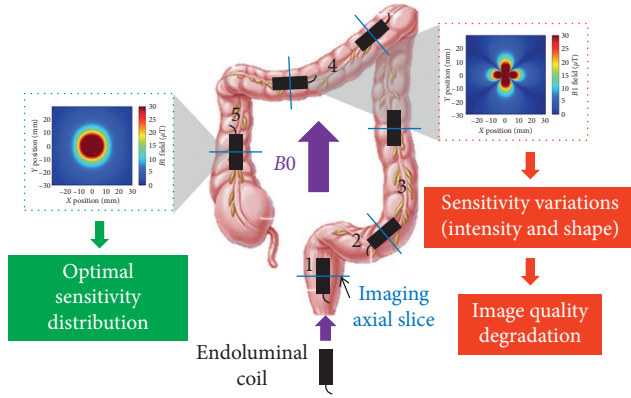 30
20
10
0
−10
−20
−30
Y position (mm)
−20
−10
0
10
20
30
X position (mm)
30
25
20
15
10
5
0
B1 field (μT)
Optimal
sensitivity
distribution
5
4
3
2
1
B0
Imaging
axial slice
Endoluminal
coil
30
20
10
0
−10
−20
−30
Y position (mm)
−20
−10
0
10
20
30
X position (mm)
30
25
20
15
10
5
0
B1 field (μT)
Sensitivity variations
(intensity and shape)
Image quality
degradation